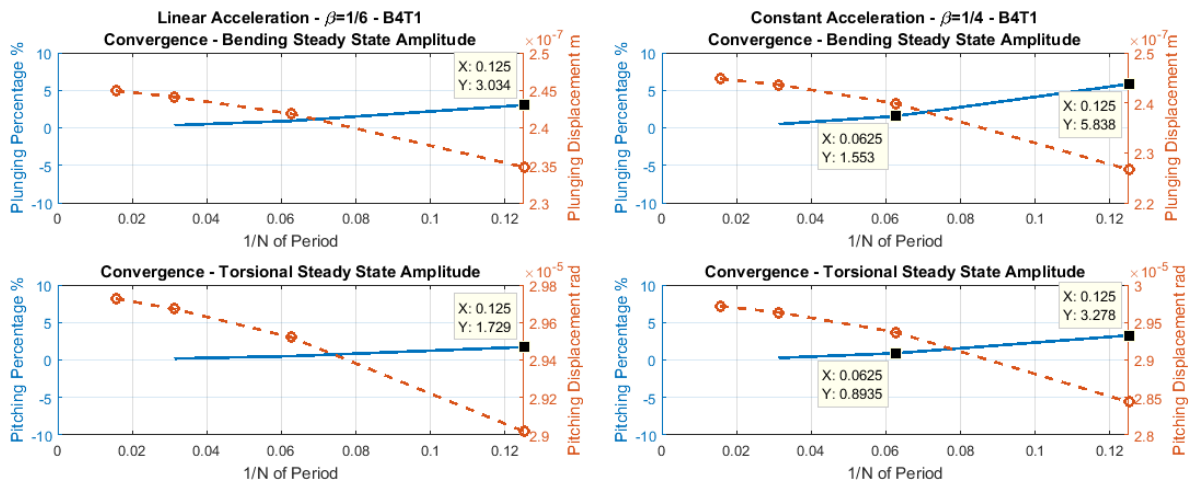 Linear Acceleration - β=1/6 - B4T1
Convergence - Bending Steady State Amplitude
×10⁻⁷
Plunging Percentage %
10
5
0
-5
-10
X: 0.125
Y: 3.034
2.5
2.45
2.4
2.35
2.3
Plunging Displacement m
0
0.02
0.04
0.06
0.08
0.1
0.12
1/N of Period
Constant Acceleration - β=1/4 - B4T1
Convergence - Bending Steady State Amplitude
×10⁻⁷
Plunging Percentage %
10
5
0
-5
-10
X: 0.0625
Y: 1.553
X: 0.125
Y: 5.838
2.5
2.4
2.3
2.2
Plunging Displacement m
0
0.02
0.04
0.06
0.08
0.1
0.12
1/N of Period
Convergence - Torsional Steady State Amplitude
×10⁻⁵
Pitching Percentage %
10
5
0
-5
-10
X: 0.125
Y: 1.729
2.98
2.96
2.94
2.92
2.9
Pitching Displacement rad
0
0.02
0.04
0.06
0.08
0.1
0.12
1/N of Period
Convergence - Torsional Steady State Amplitude
×10⁻⁵
Pitching Percentage %
10
5
0
-5
-10
X: 0.0625
Y: 0.8935
X: 0.125
Y: 3.278
3
2.95
2.9
2.85
2.8
Pitching Displacement rad
0
0.02
0.04
0.06
0.08
0.1
0.12
1/N of Period